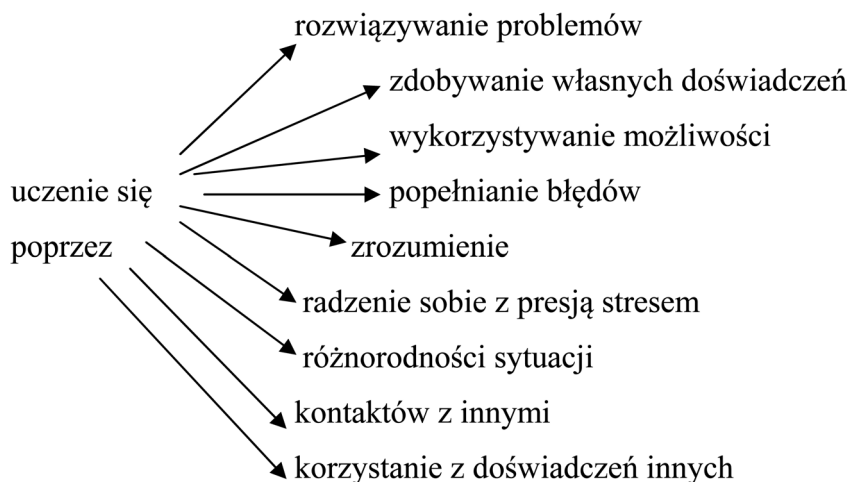 rozwiązywanie problemów
zdobywanie własnych doświadczeń
wykorzystywanie możliwości
uczenie się
popełnianie błędów
poprzez
zrozumienie
radzenie sobie z presją stresem
różnorodności sytuacji
kontaktów z innymi
korzystanie z doświadczeń innych